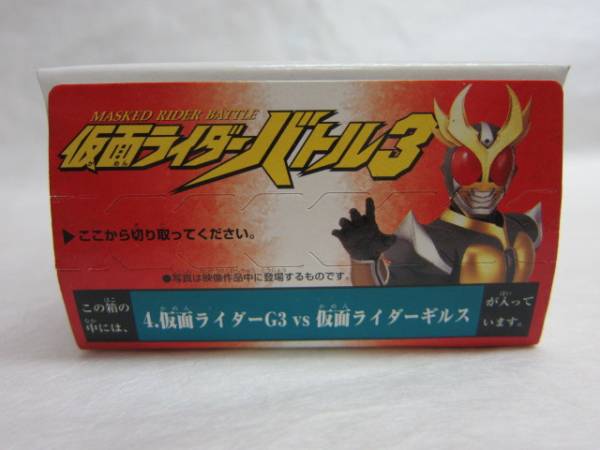 MASKED RIDER BATTLE
仮面ライダーバトル3
▶ここから切り取ってください。
●写真は映像作品中に登場するものです。
この箱の
中には、
4.仮面ライダーG3 vs 仮面ライダーギルス
が入って
います。